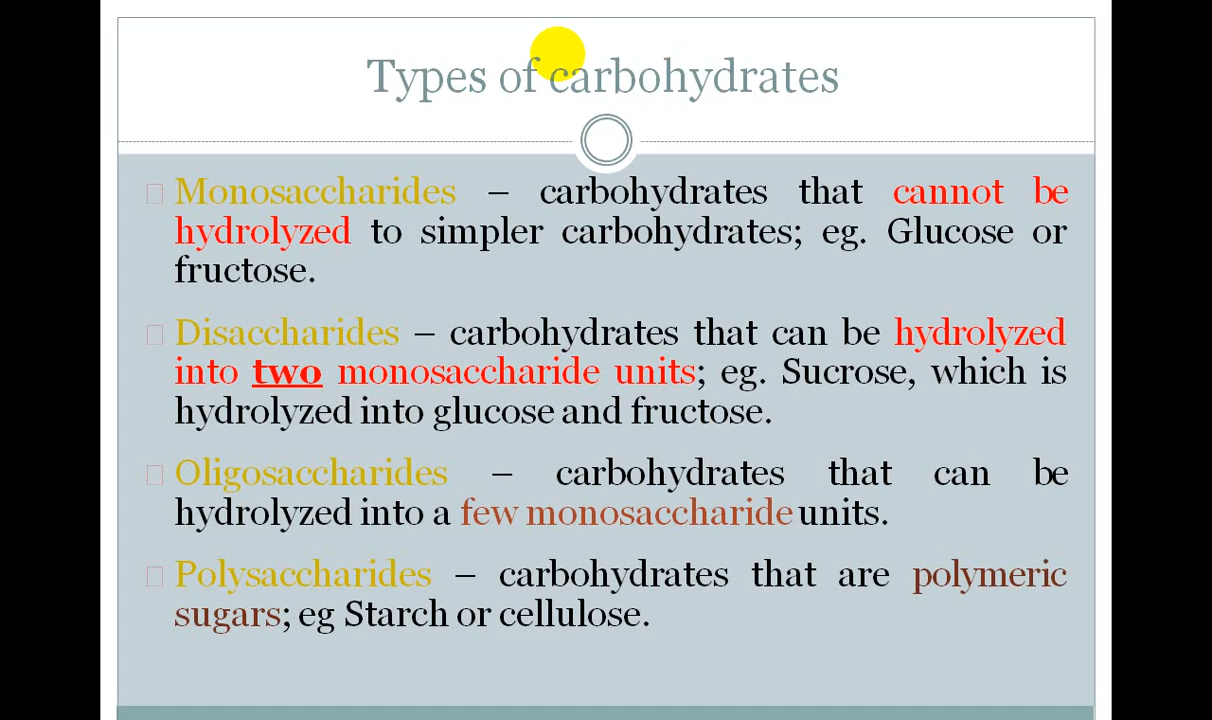 Types of carbohydrates
Monosaccharides – carbohydrates that cannot be
hydrolyzed to simpler carbohydrates; eg. Glucose or
fructose.
Disaccharides – carbohydrates that can be hydrolyzed
into two monosaccharide units; eg. Sucrose, which is
hydrolyzed into glucose and fructose.
Oligosaccharides – carbohydrates that can be
hydrolyzed into a few monosaccharide units.
Polysaccharides – carbohydrates that are polymeric
sugars; eg Starch or cellulose.